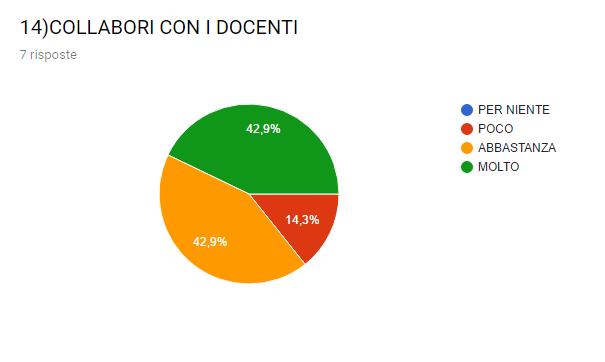 14)COLLABORI CON I DOCENTI
7 risposte
42,9%
14,3%
42,9%
PER NIENTE
POCO
ABBASTANZA
MOLTO